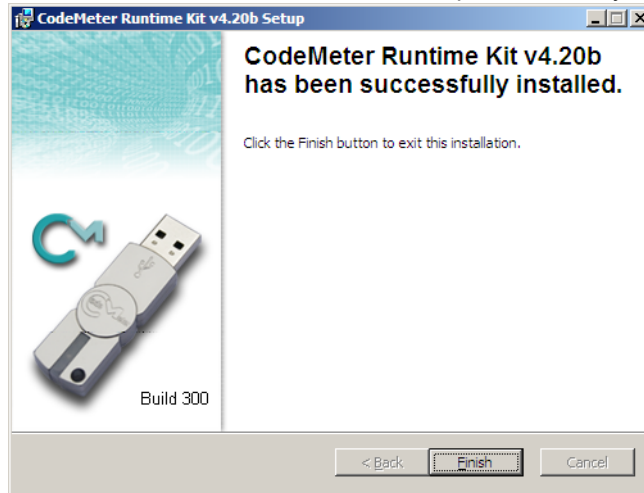 CodeMeter Runtime Kit v4.20b Setup
CodeMeter Runtime Kit v4.20b
has been successfully installed.
Click the Finish button to exit this installation.
CM
Build 300
< Back
Finish
Cancel